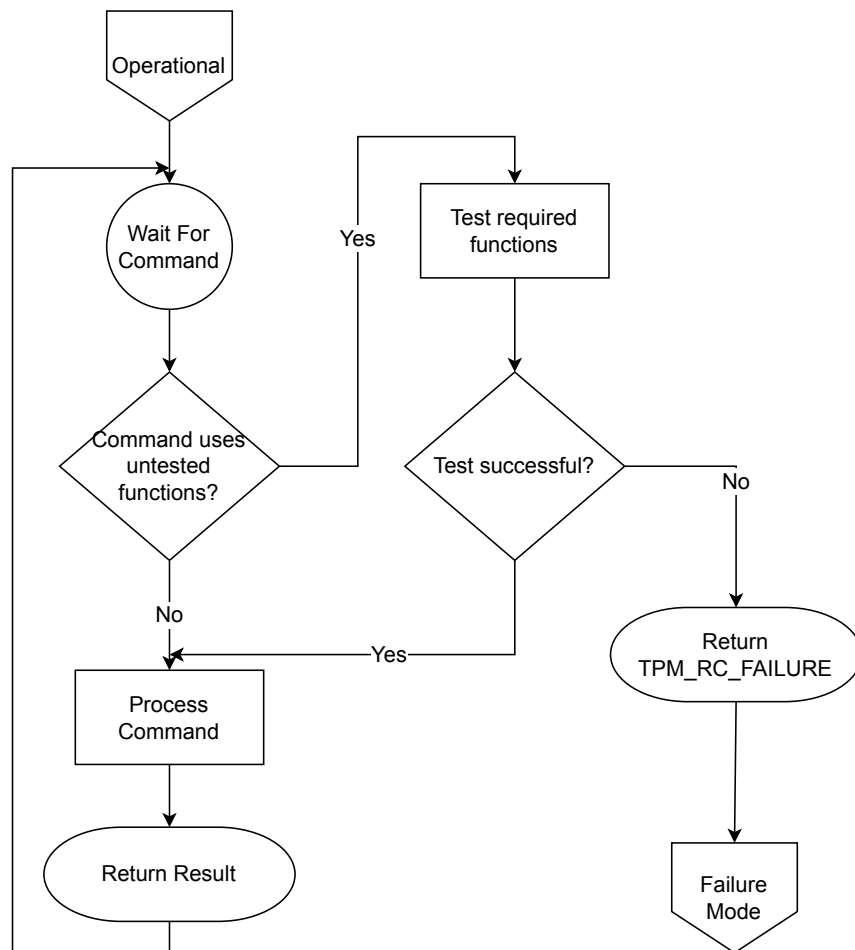 Operational
Wait For
Command
Yes
Test required
functions
Command uses
untested
functions?
Test successful?
No
No
Yes
Return
TPM_RC_FAILURE
Process
Command
Return Result
Failure
Mode